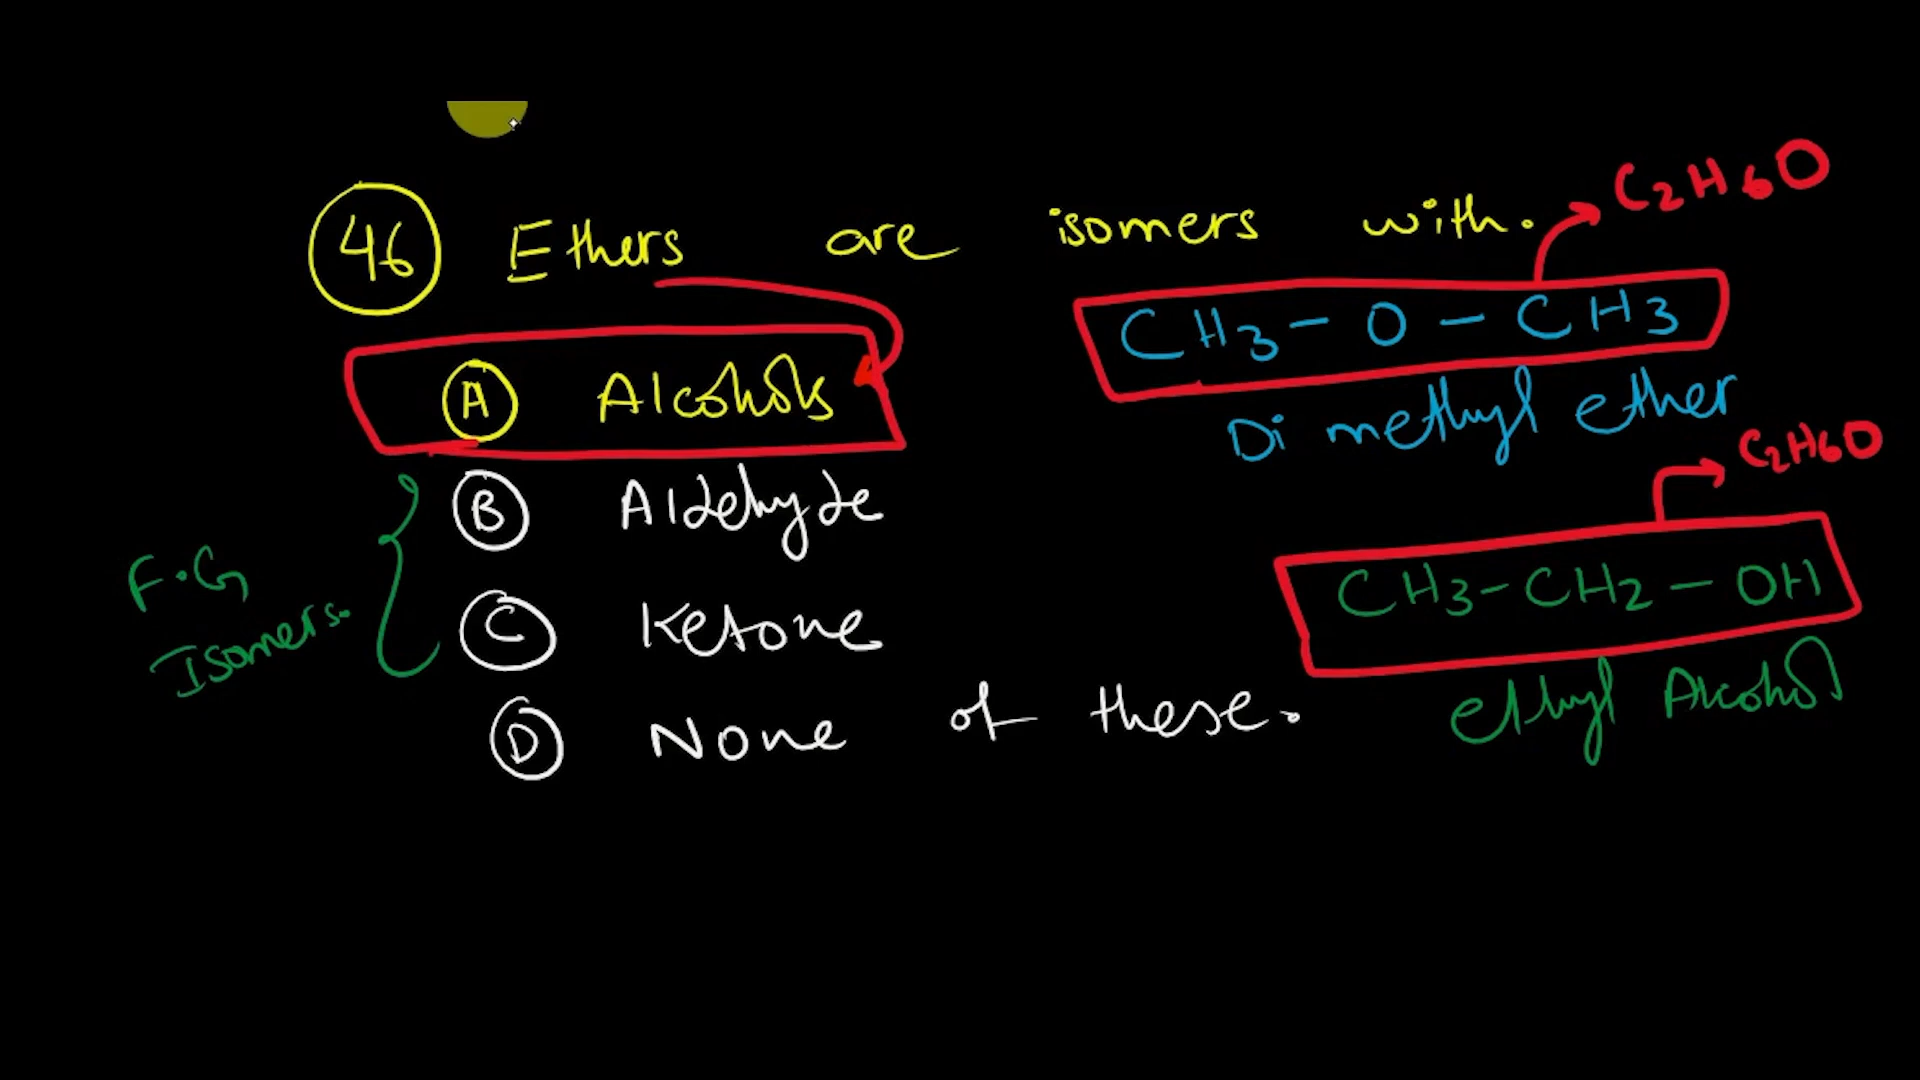 46 Ethers are isomers with.
C2H6O
CH3 - O - CH3
Di methyl ether
A Alcohols
B Aldehyde
C Ketone
D None of these.
F.G
Isomers.
C2H6O
CH3 - CH2 - OH
ethyl Alcohol